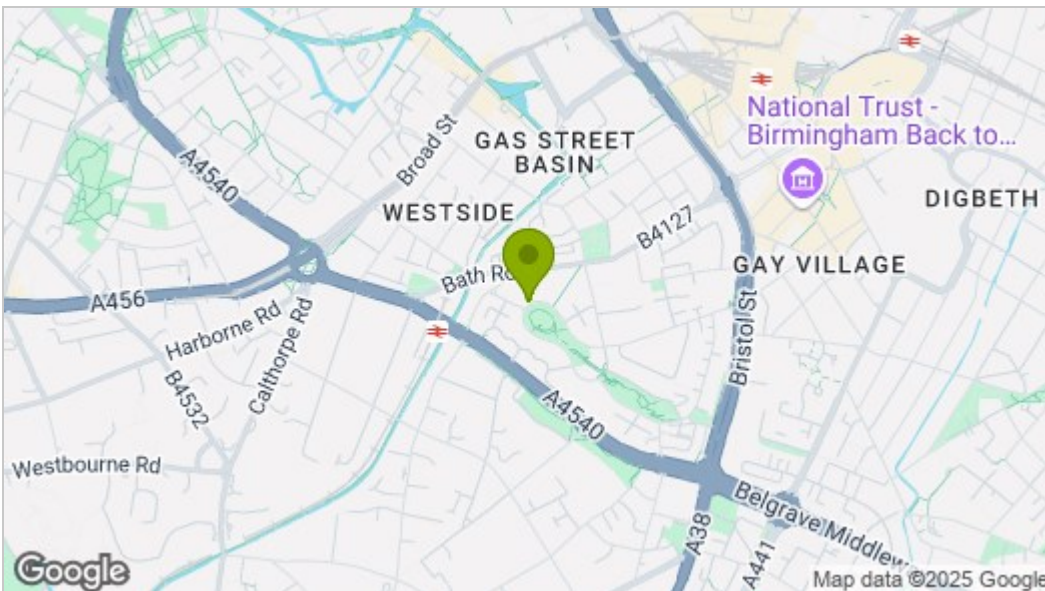 National Trust -
Birmingham Back to...
GAS STREET
BASIN
Broad St
A4540
WESTSIDE
DIGBETH
B4127
Bath Ro
GAY VILLAGE
A456
Harborne Rd
Calthorpe Rd
Bristol St
B4532
A4540
Westbourne Rd
Belgrave Middlew
A38
A441
Google
Map data ©2025 Google